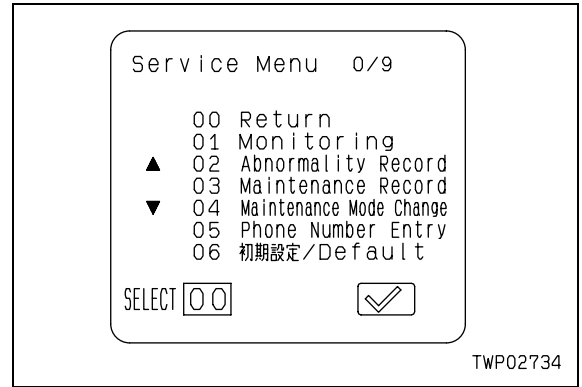 Service Menu 0/9
00 Return
01 Monitoring
▲ 02 Abnormality Record
03 Maintenance Record
▼ 04 Maintenance Mode Change
05 Phone Number Entry
06 初期設定/Default
SELECT 00
TWP02734